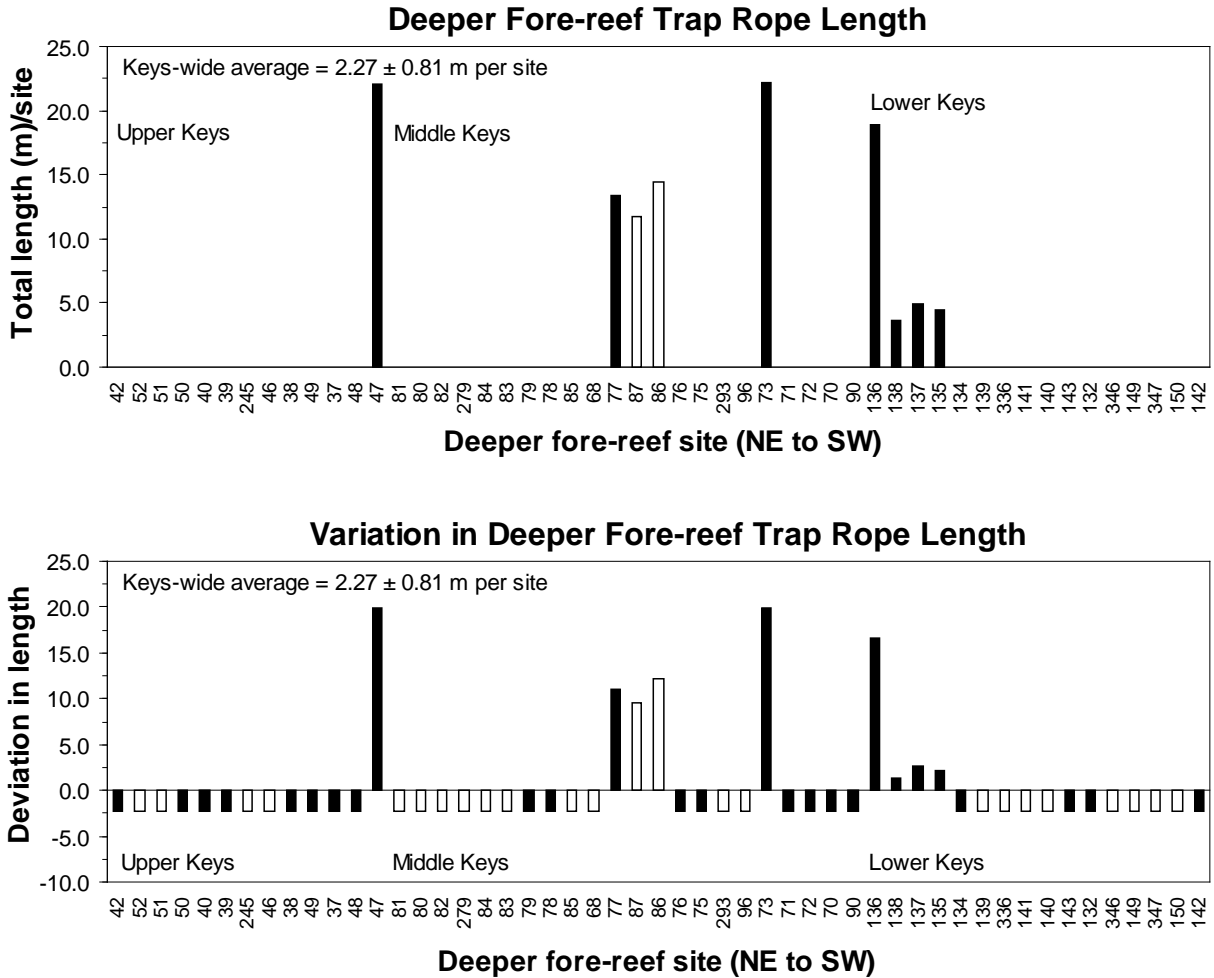 Deeper Fore-reef Trap Rope Length
Keys-wide average = 2.27 ± 0.81 m per site
Upper Keys
Middle Keys
Lower Keys
Total length (m)/site
25.0
20.0
15.0
10.0
5.0
0.0
42 52 51 50 40 39 245 46 38 49 37 48 47 81 80 82 279 84 83 79 78 85 68 77 87 86 76 75 293 96 73 71 72 70 90 136 138 137 135 134 139 336 141 140 143 132 346 149 347 150 142
Deeper fore-reef site (NE to SW)
Variation in Deeper Fore-reef Trap Rope Length
Keys-wide average = 2.27 ± 0.81 m per site
Deviation in length
25.0
20.0
15.0
10.0
5.0
0.0
-5.0
-10.0
Upper Keys
Middle Keys
Lower Keys
42 52 51 50 40 39 245 46 38 49 37 48 47 81 80 82 279 84 83 79 78 85 68 77 87 86 76 75 293 96 73 71 72 70 90 136 138 137 135 134 139 336 141 140 143 132 346 149 347 150 142
Deeper fore-reef site (NE to SW)